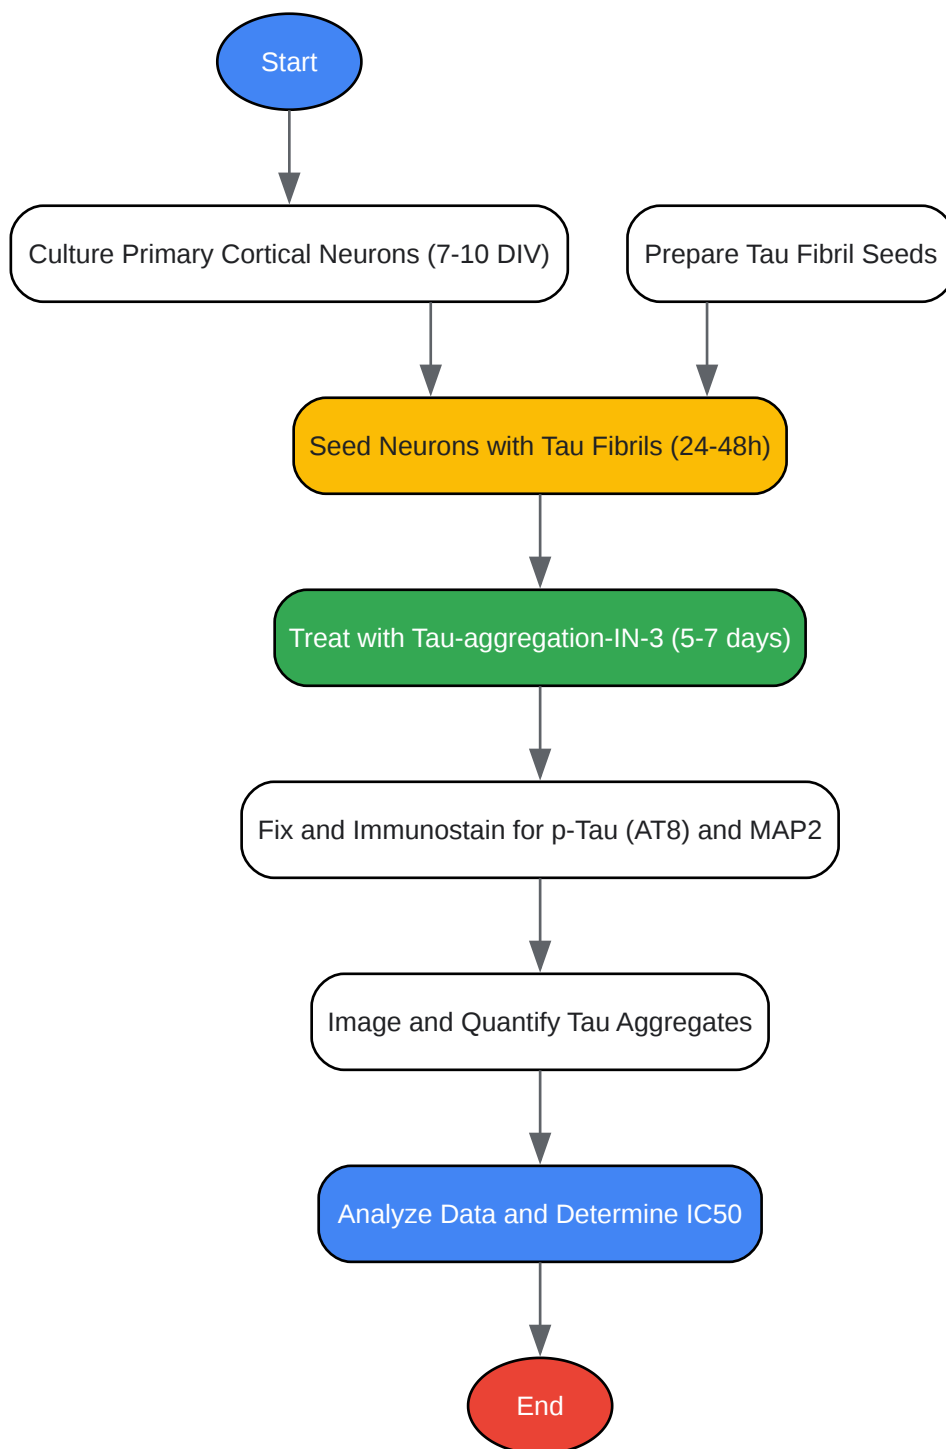 Start
Culture Primary Cortical Neurons (7-10 DIV)
Prepare Tau Fibril Seeds
Seed Neurons with Tau Fibrils (24-48h)
Treat with Tau-aggregation-IN-3 (5-7 days)
Fix and Immunostain for p-Tau (AT8) and MAP2
Image and Quantify Tau Aggregates
Analyze Data and Determine IC50
End